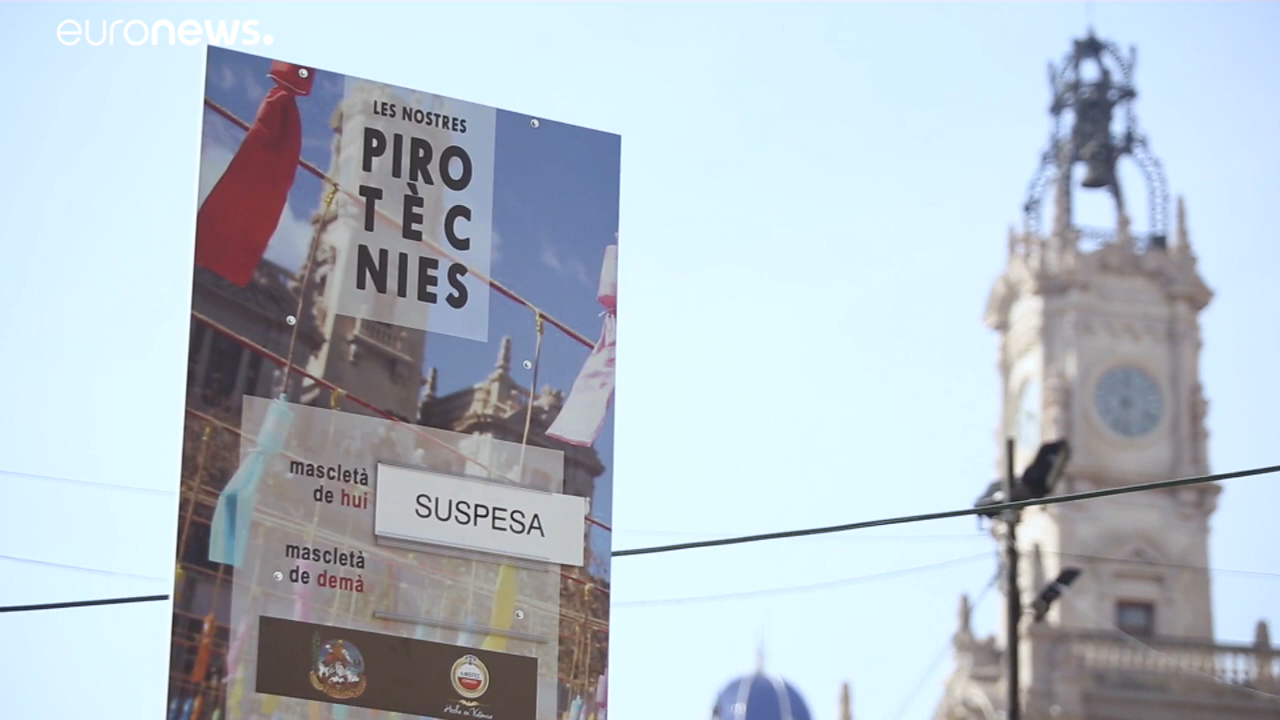 euronews.
LES NOSTRES
PIRO
TÈC
NIES
mascletà
de hui
SUSPESA
mascletà
de demà